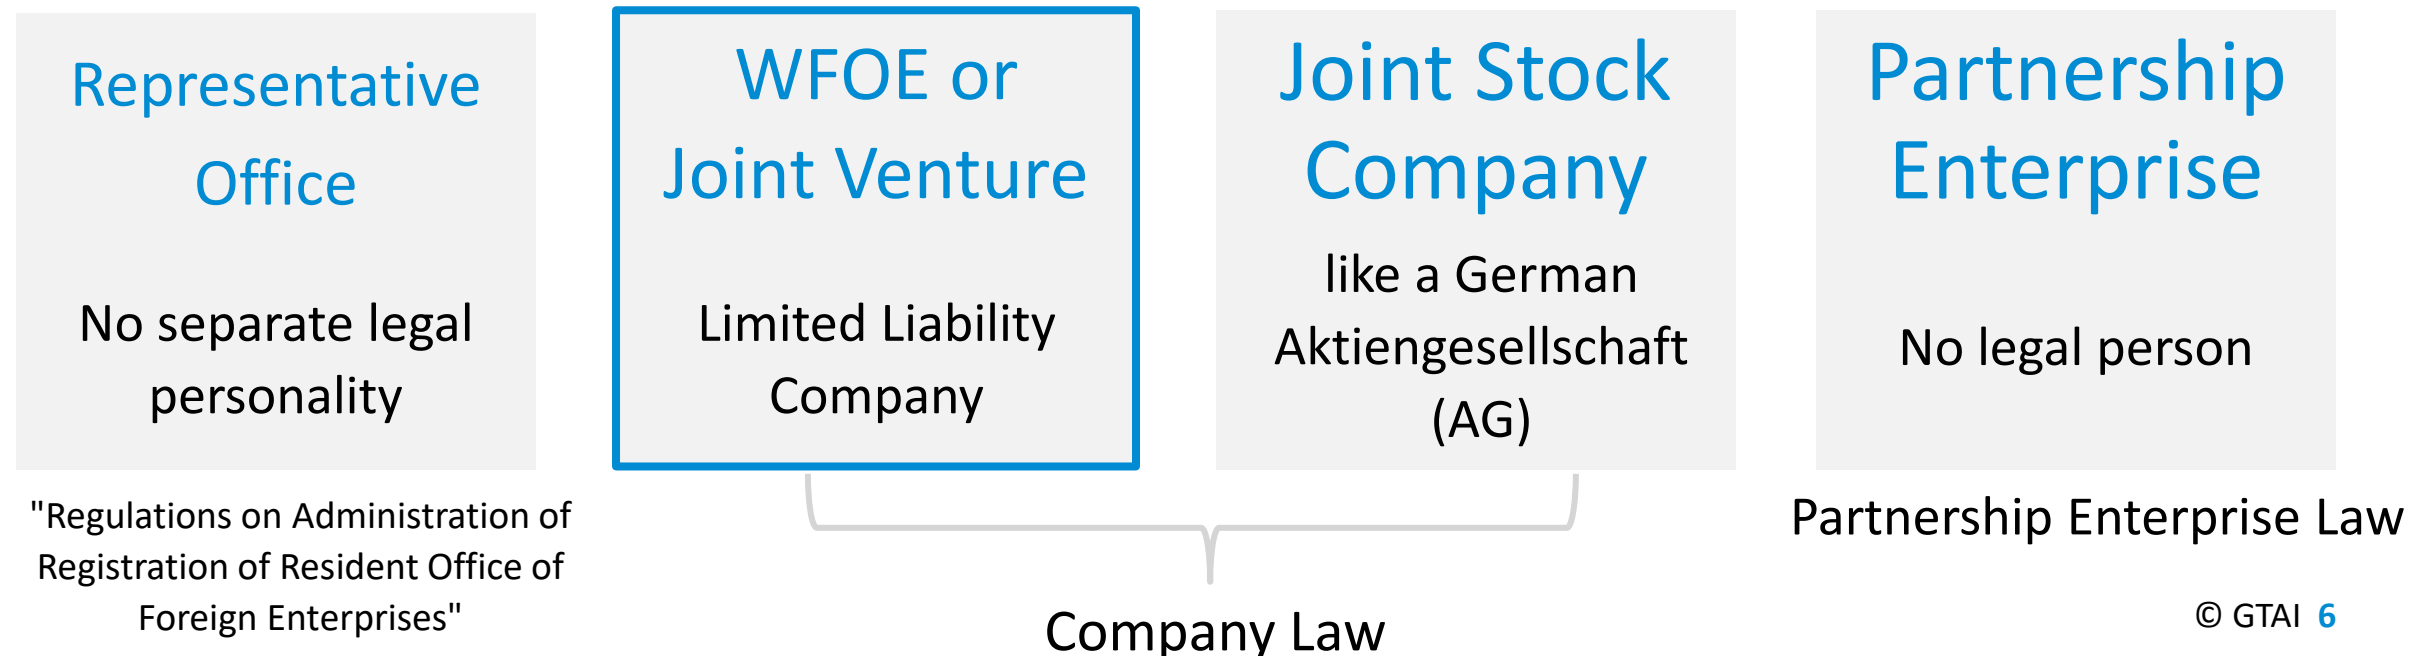 Representative
Office
No separate legal
personality
"Regulations on Administration of
Registration of Resident Office of
Foreign Enterprises"
WFOE or
Joint Venture
Limited Liability
Company
Joint Stock
Company
like a German
Aktiengesellschaft
(AG)
Company Law
Partnership
Enterprise
No legal person
Partnership Enterprise Law
© GTAI 6